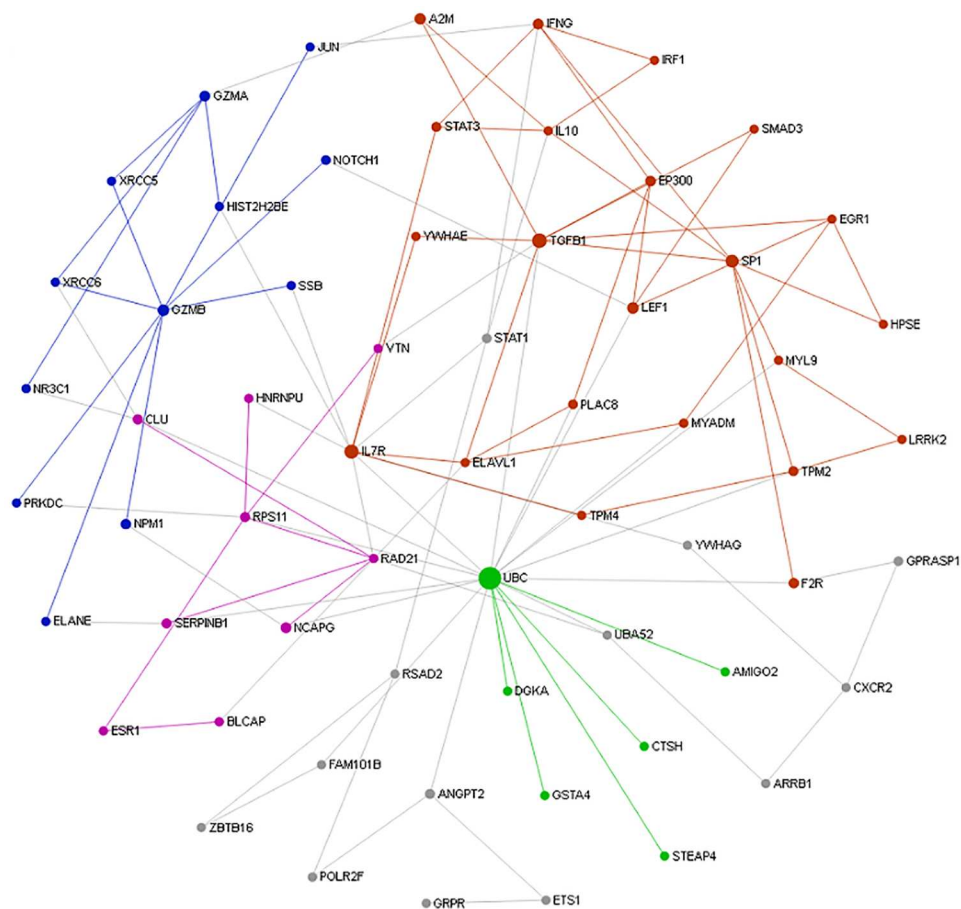 A2M
IFNG
JUN
IRF1
GZMA
STAT3
IL10
SMAD3
NOTCH1
XRCC5
EP300
HIST2H2BE
EGR1
YWHAE
TGFB1
SP1
XRCC6
SSB
GZMB
LEF1
HPSE
STAT1
VTN
MYL9
NR3C1
HNRNPU
PLAC8
CLU
MYADM
LRRK2
IL7R
ELAVL1
TPM2
PRKDC
RPS11
TPM4
NPM1
YWHAG
RAD21
GPRASP1
UBC
F2R
ELANE
SERPINB1
NCAPG
UBA52
RSAD2
AMIGO2
DGKA
CXCR2
BLCAP
ESR1
CTSH
FAM101B
ARRB1
ANGPT2
GSTA4
ZBTB16
STEAP4
POLR2F
GRPR
ETS1